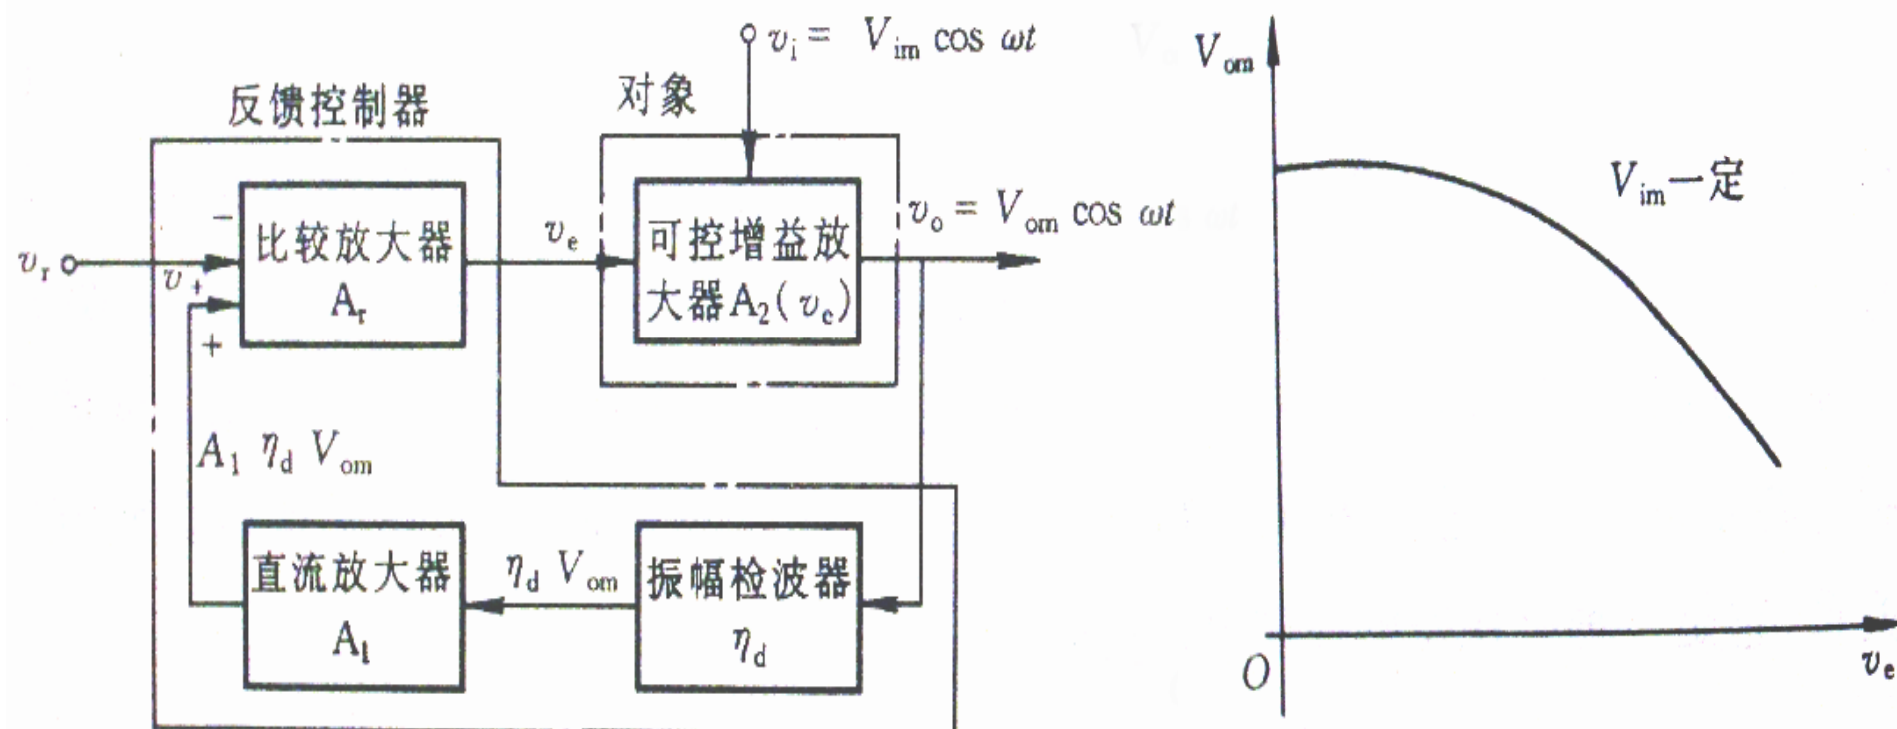 v_i = V_im cos ωt
反馈控制器
对象
v_r
−
v_+
+
比较放大器
A_r
v_e
可控增益放
大器A_2(v_c)
v_o = V_om cos ωt
A_1 η_d V_om
直流放大器
A_1
η_d V_om
振幅检波器
η_d
V_om
V_im一定
O
v_e